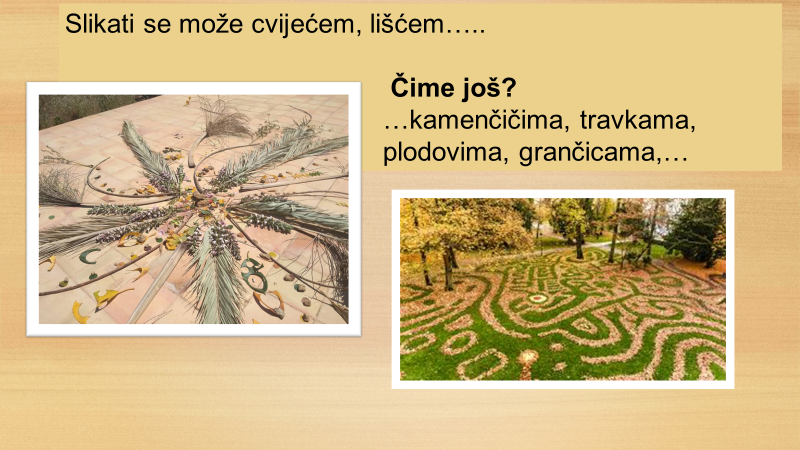 Slikati se može cvijećem, lišćem…..
Čime još?
…kamenčičima, travkama,
plodovima, grančicama,…